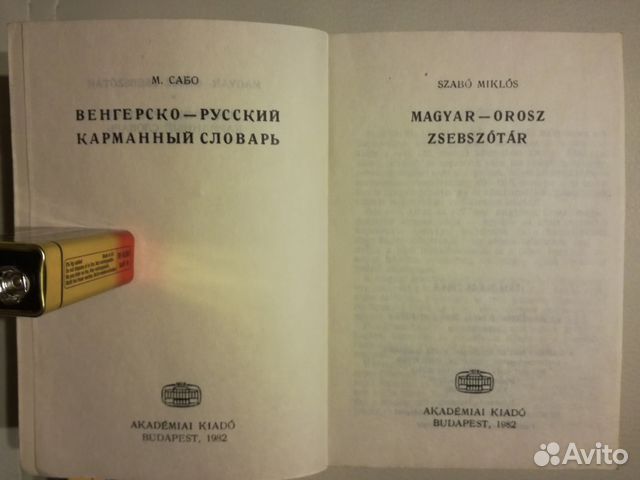 М. САБО
ВЕНГЕРСКО—РУССКИЙ
КАРМАННЫЙ СЛОВАРЬ
AKADÉMIAI KIADÓ
BUDAPEST, 1982
SZABÓ MIKLÓS
MAGYAR—OROSZ
ZSEBSZÓTÁR
AKADÉMIAI KIADÓ
BUDAPEST, 1982
Avito